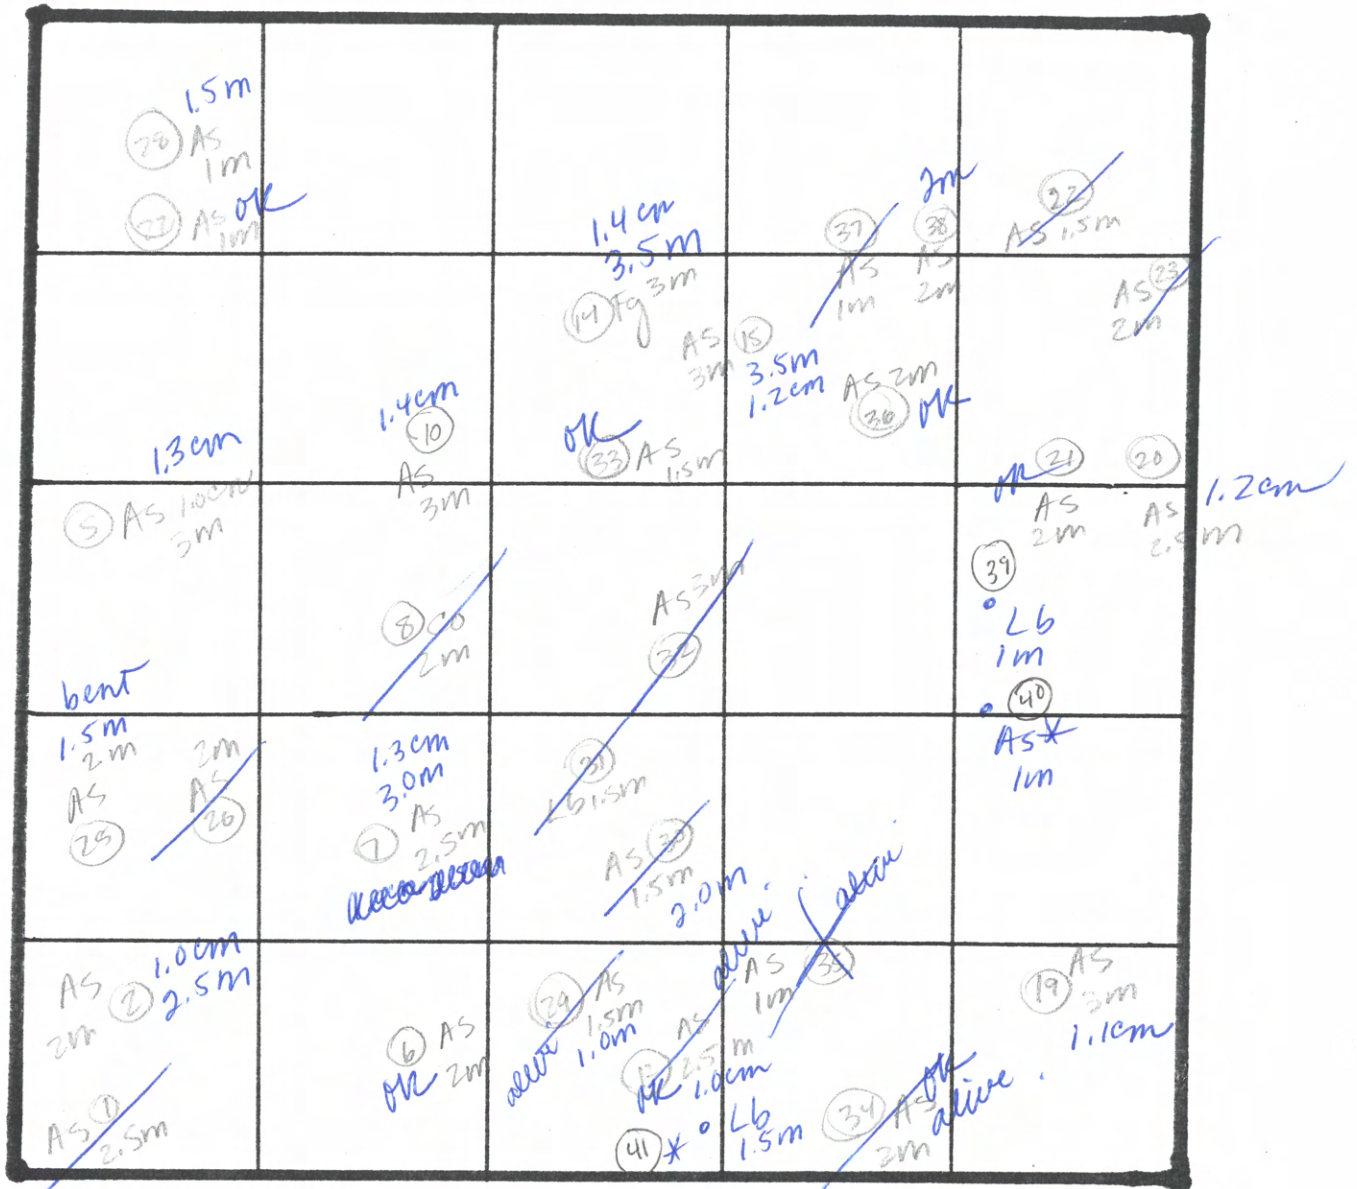 1.5m
28 AS
1m
27 AS OK
1m
1.4 cm
3.5m
14 Fg 3m
AS 15
3m 3.5m
1.2cm
37
AS
1m
2m
38
AS
2m
22
AS 1.5m
AS 23
2m
AS 2m
36 OK
1.4cm
10
AS
3m
OK
33 AS
1.5m
1.3cm
5 AS 1.0cm
3m
OK 21
AS
2m
20
AS 1.2cm
2.5m
39
Lb
1m
40
AS*
1m
8 Co
2m
AS 3m
32
bent
1.5m
2m
AS
25
2m
AS
26
1.3cm
3.0m
7 AS
2.5m
31
Lb 1.5m
AS 30
1.5m
2.0m
alive
alive
AS 2 1.0cm
2m 2.5m
AS 1
2.5m
6 AS
OK 2m
29 AS
1.5m
alive 1.0m
AS
2.5m
OK 1.0cm
41 * Lb
1.5m
AS 35
1m
34 AS OK
2m alive
19 AS
3m
1.1cm